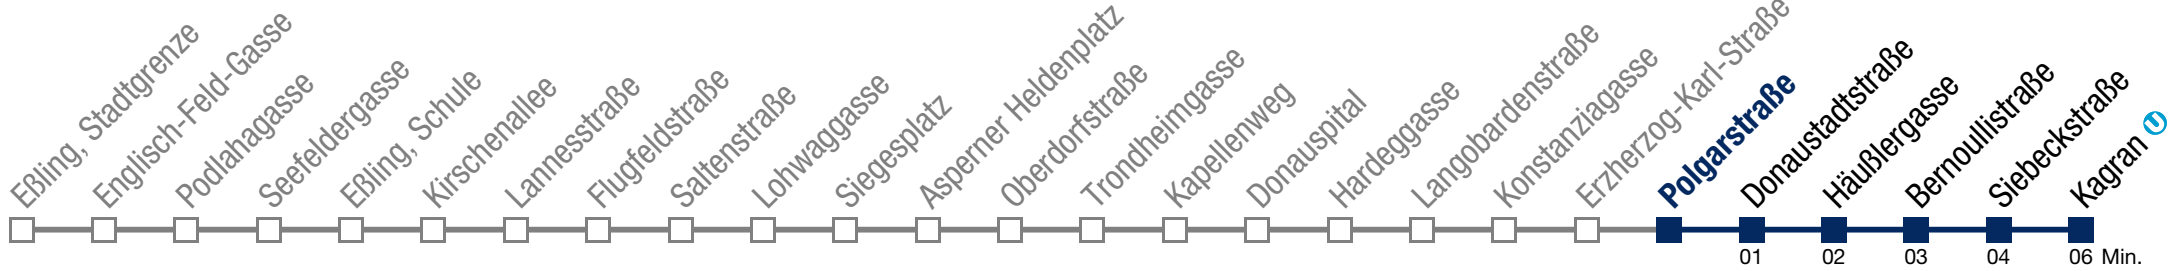 Eßling, Stadtgrenze
Englisch-Feld-Gasse
Podlahagasse
Seefeldergasse
Eßling, Schule
Kirschenallee
Lannesstraße
Flugfeldstraße
Saltenstraße
Lohwaggasse
Siegesplatz
Asperner Heldenplatz
Oberdorfstraße
Trondheimgasse
Kapellenweg
Donauspital
Hardeggasse
Langobardenstraße
Konstanziagasse
Erzherzog-Karl-Straße
Polgarstraße
Donaustadtstraße
Häußlergasse
Bernoullistraße
Siebeckstraße
Kagran U
01 02 03 04 06 Min.